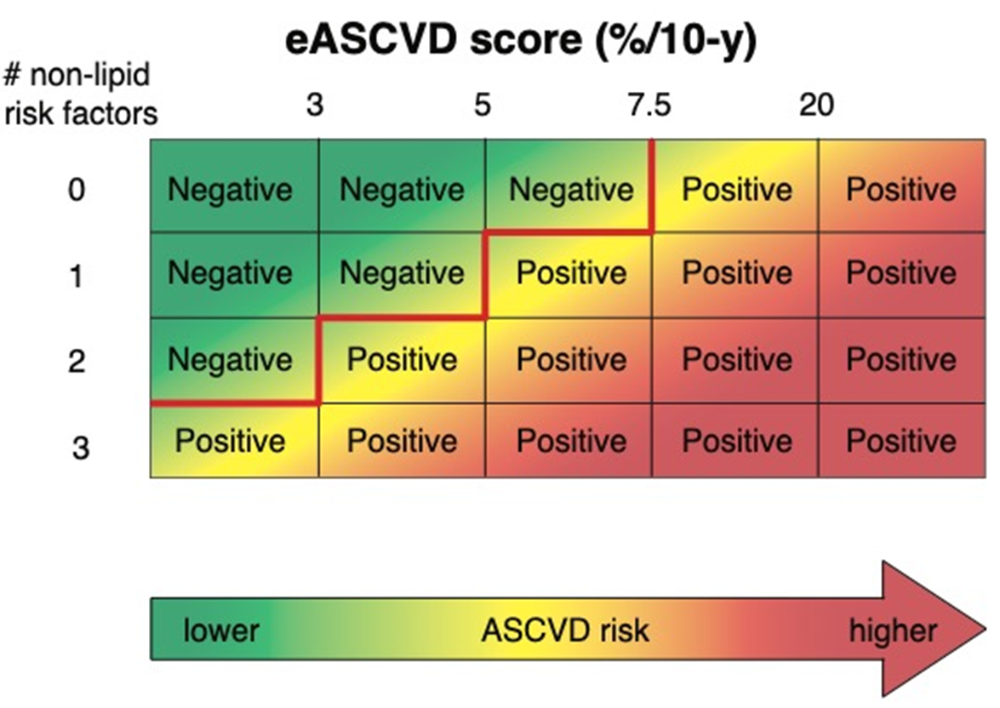 eASCVD score (%/10-y)
# non-lipid
risk factors
3 5 7.5 20
0 Negative Negative Negative Positive Positive
1 Negative Negative Positive Positive Positive
2 Negative Positive Positive Positive Positive
3 Positive Positive Positive Positive Positive
lower ASCVD risk higher